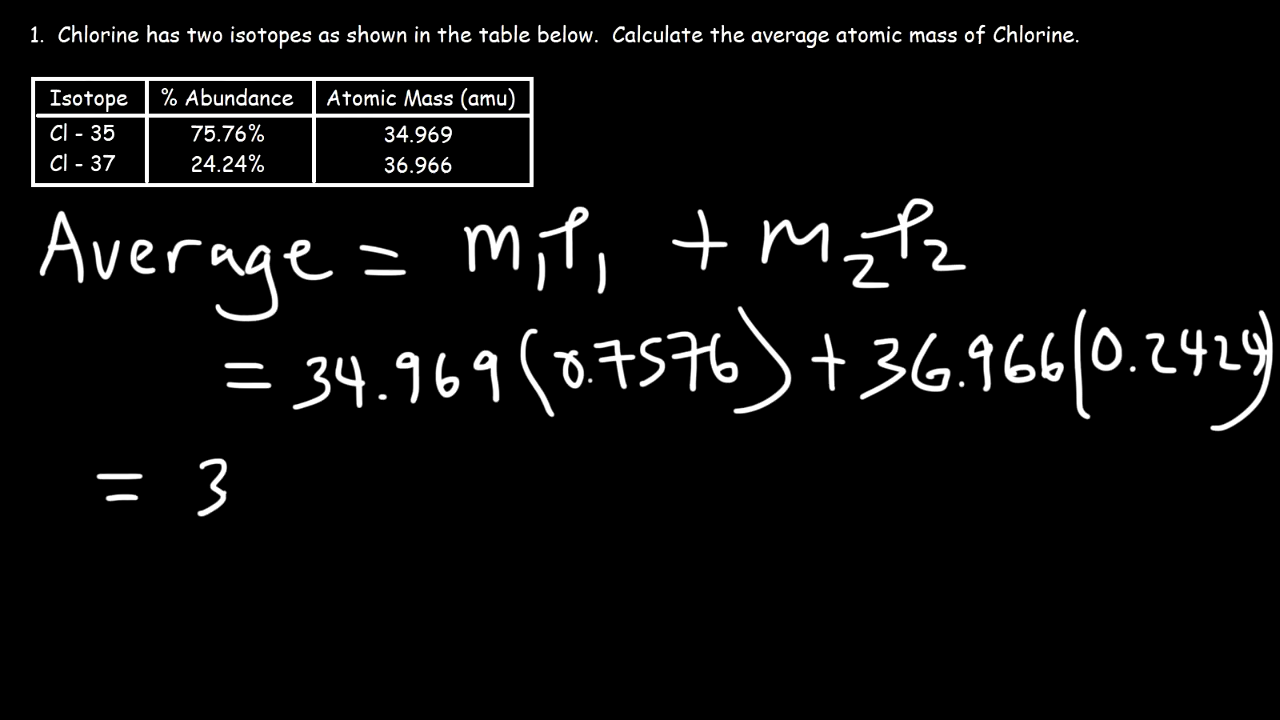 1. Chlorine has two isotopes as shown in the table below. Calculate the average atomic mass of Chlorine.
Isotope % Abundance Atomic Mass (amu)
Cl - 35 75.76% 34.969
Cl - 37 24.24% 36.966
Average = m₁P₁ + m₂P₂
= 34.969(0.7576) + 36.966(0.2424)
= 3